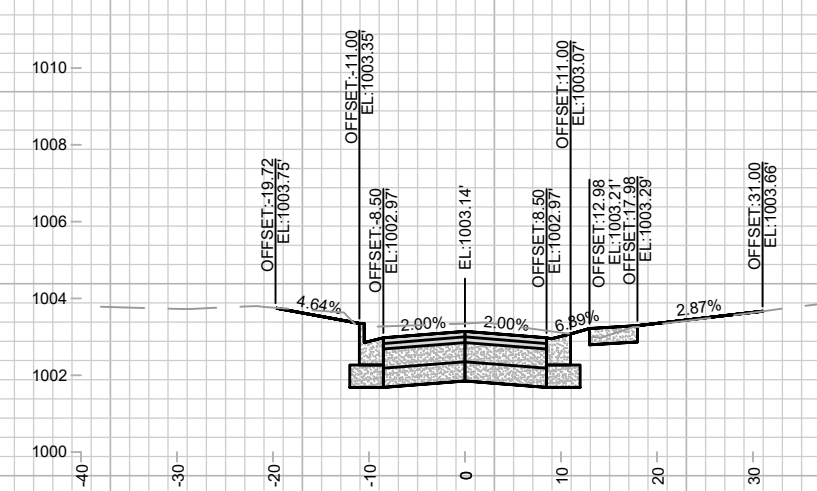 1010
1008
1006
1004
1002
1000
OFFSET:-19.72
EL:1003.75'
OFFSET:-11.00
EL:1003.35'
OFFSET:-8.50
EL:1002.97'
EL:1003.14'
OFFSET:8.50
EL:1002.97'
OFFSET:11.00
EL:1003.07'
OFFSET:12.98
EL:1003.21'
OFFSET:17.98
EL:1003.29'
OFFSET:31.00
EL:1003.66'
4.64%
2.00%
2.00%
6.89%
2.87%
-40
-30
-20
-10
0
10
20
30